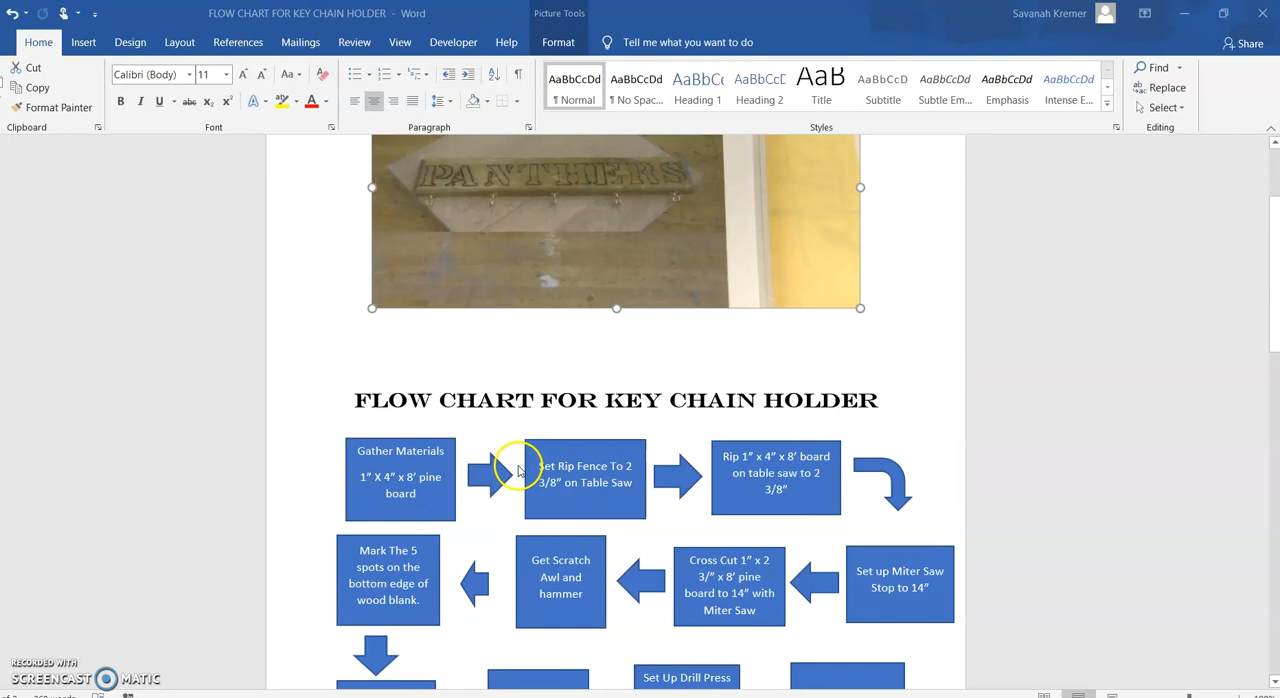 FLOW CHART FOR KEY CHAIN HOLDER - Word
Picture Tools
Savanah Kremer
Home Insert Design Layout References Mailings Review View Developer Help Format Tell me what you want to do
Share
Cut
Copy
Format Painter
Clipboard
Calibri (Body) 11
Aa
B I U abc X₂ X²
A A
Font
Paragraph
AaBbCcDd
¶ Normal
AaBbCcDd
¶ No Spac...
AaBbCc
Heading 1
AaBbCcC
Heading 2
AaB
Title
AaBbCcD
Subtitle
AaBbCcDd
Subtle Em...
AaBbCcDd
Emphasis
AaBbCcDd
Intense E...
Styles
Find
Replace
Select
Editing
PANTHERS
FLOW CHART FOR KEY CHAIN HOLDER
Gather Materials
1” X 4” x 8’ pine
board
Set Rip Fence To 2
3/8” on Table Saw
Rip 1” x 4” x 8’ board
on table saw to 2
3/8”
Set up Miter Saw
Stop to 14”
Cross Cut 1” x 2
3/” x 8’ pine
board to 14” with
Miter Saw
Get Scratch
Awl and
hammer
Mark The 5
spots on the
bottom edge of
wood blank.
Set Up Drill Press
RECORDED WITH
SCREENCAST MATIC